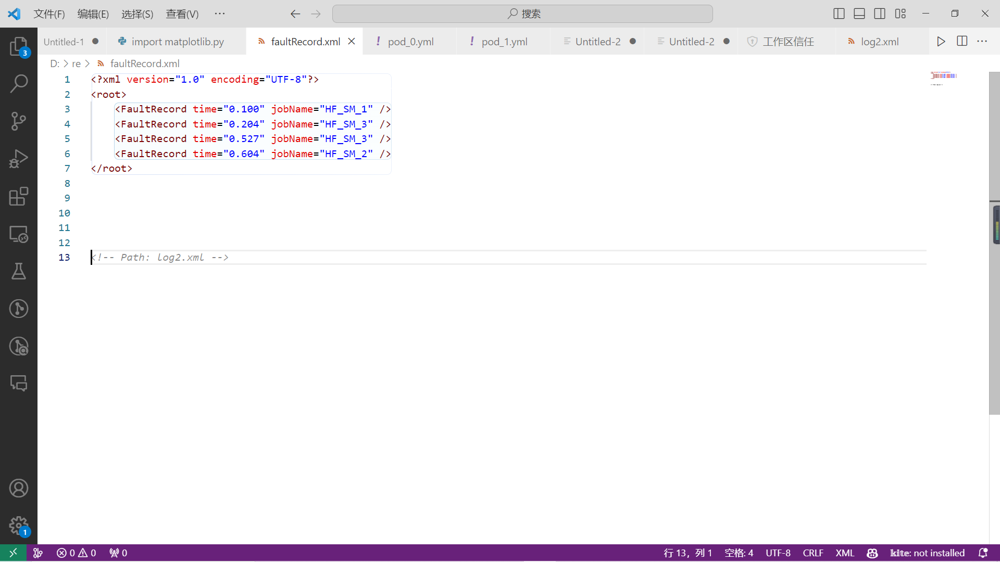 文件(F) 编辑(E) 选择(S) 查看(V) ··· 搜索
Untitled-1 import matplotlib.py faultRecord.xml pod_0.yml pod_1.yml Untitled-2 Untitled-2 工作区信任 log2.xml
D: > re > faultRecord.xml
1 <?xml version="1.0" encoding="UTF-8"?>
2 <root>
3 <FaultRecord time="0.100" jobName="HF_SM_1" />
4 <FaultRecord time="0.204" jobName="HF_SM_3" />
5 <FaultRecord time="0.527" jobName="HF_SM_3" />
6 <FaultRecord time="0.604" jobName="HF_SM_2" />
7 </root>
8
9
10
11
12
13 <!-- Path: log2.xml -->
3
1
0 0 0 行 13，列 1 空格: 4 UTF-8 CRLF XML kite: not installed